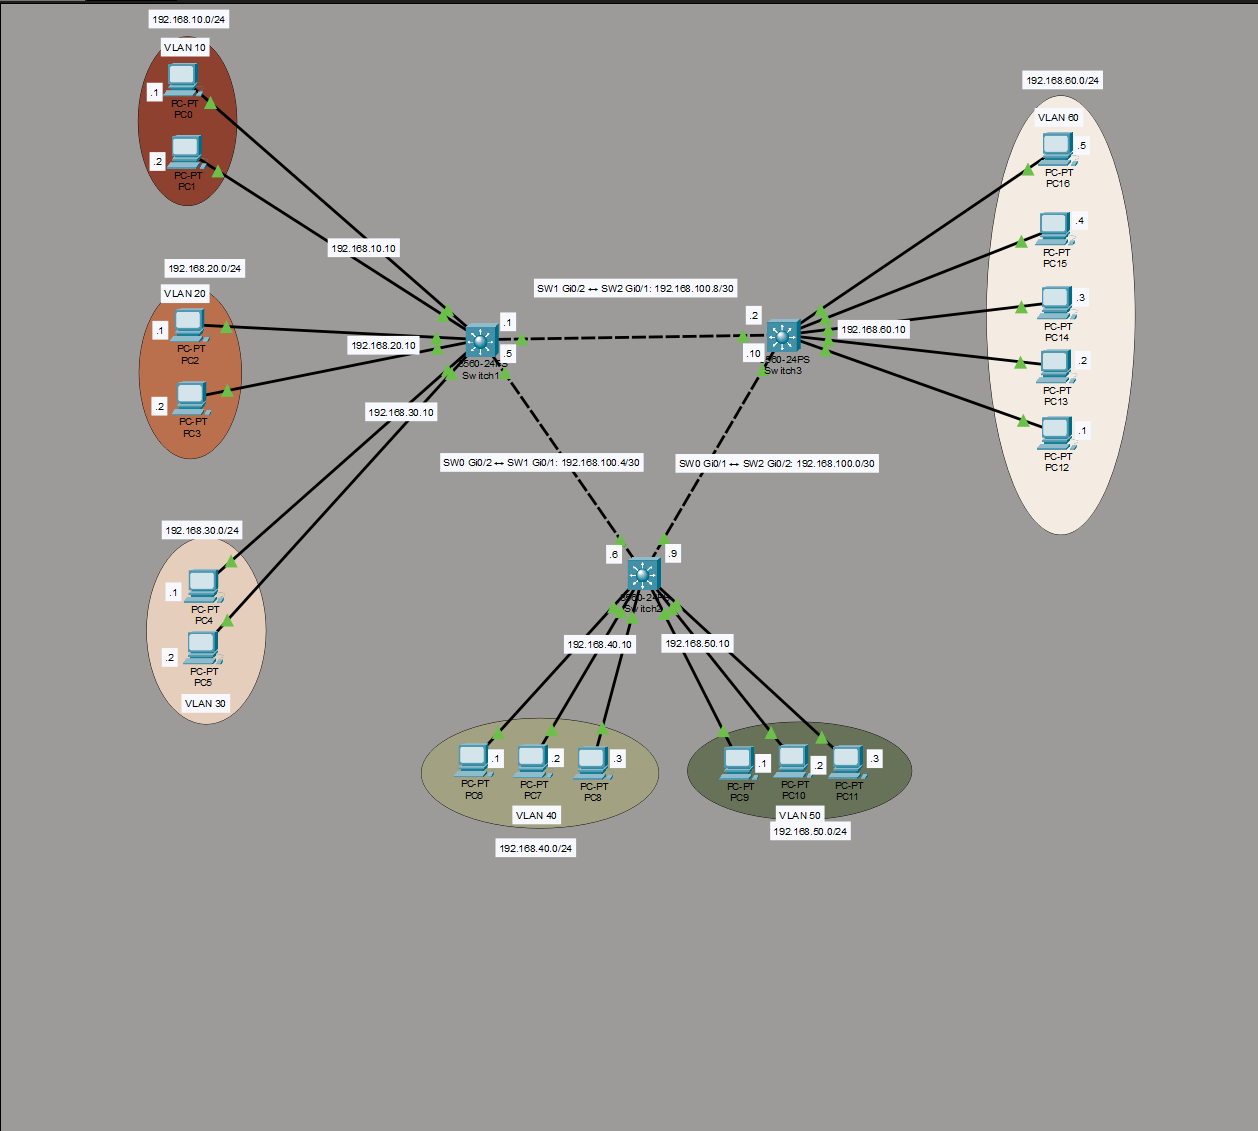 192.168.10.0/24
VLAN 10
.1
PC-PT
PC0
.2
PC-PT
PC1
192.168.10.10
192.168.20.0/24
VLAN 20
.1
PC-PT
PC2
192.168.20.10
.2
PC-PT
PC3
192.168.30.10
192.168.30.0/24
.1
PC-PT
PC4
.2
PC-PT
PC5
VLAN 30
SW1 Gi0/2 ↔ SW2 Gi0/1: 192.168.100.8/30
.1
.5
Switch1
.2
.10
Switch3
192.168.60.10
SW0 Gi0/2 ↔ SW1 Gi0/1: 192.168.100.4/30
SW0 Gi0/1 ↔ SW2 Gi0/2: 192.168.100.0/30
.6
.9
Switch2
192.168.40.10
192.168.50.10
.1
PC-PT
PC6
.2
PC-PT
PC7
.3
PC-PT
PC8
VLAN 40
192.168.40.0/24
.1
PC-PT
PC9
.2
PC-PT
PC10
.3
PC-PT
PC11
VLAN 50
192.168.50.0/24
192.168.60.0/24
VLAN 60
.5
PC-PT
PC16
.4
PC-PT
PC15
.3
PC-PT
PC14
.2
PC-PT
PC13
.1
PC-PT
PC12